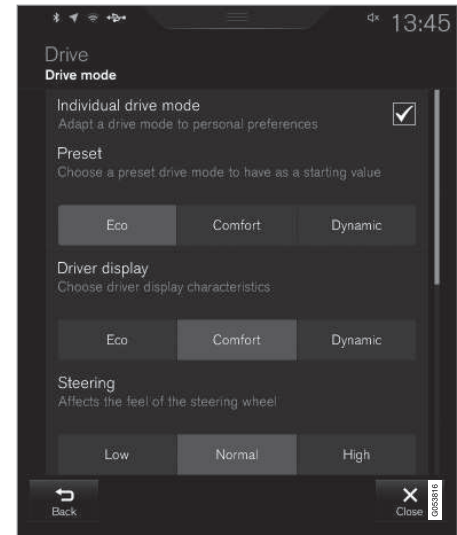 13:45
Drive
Drive mode
Individual drive mode
Adapt a drive mode to personal preferences
Preset
Choose a preset drive mode to have as a starting value
Eco Comfort Dynamic
Driver display
Choose driver display characteristics
Eco Comfort Dynamic
Steering
Affects the feel of the steering wheel
Low Normal High
Back Close
G053816